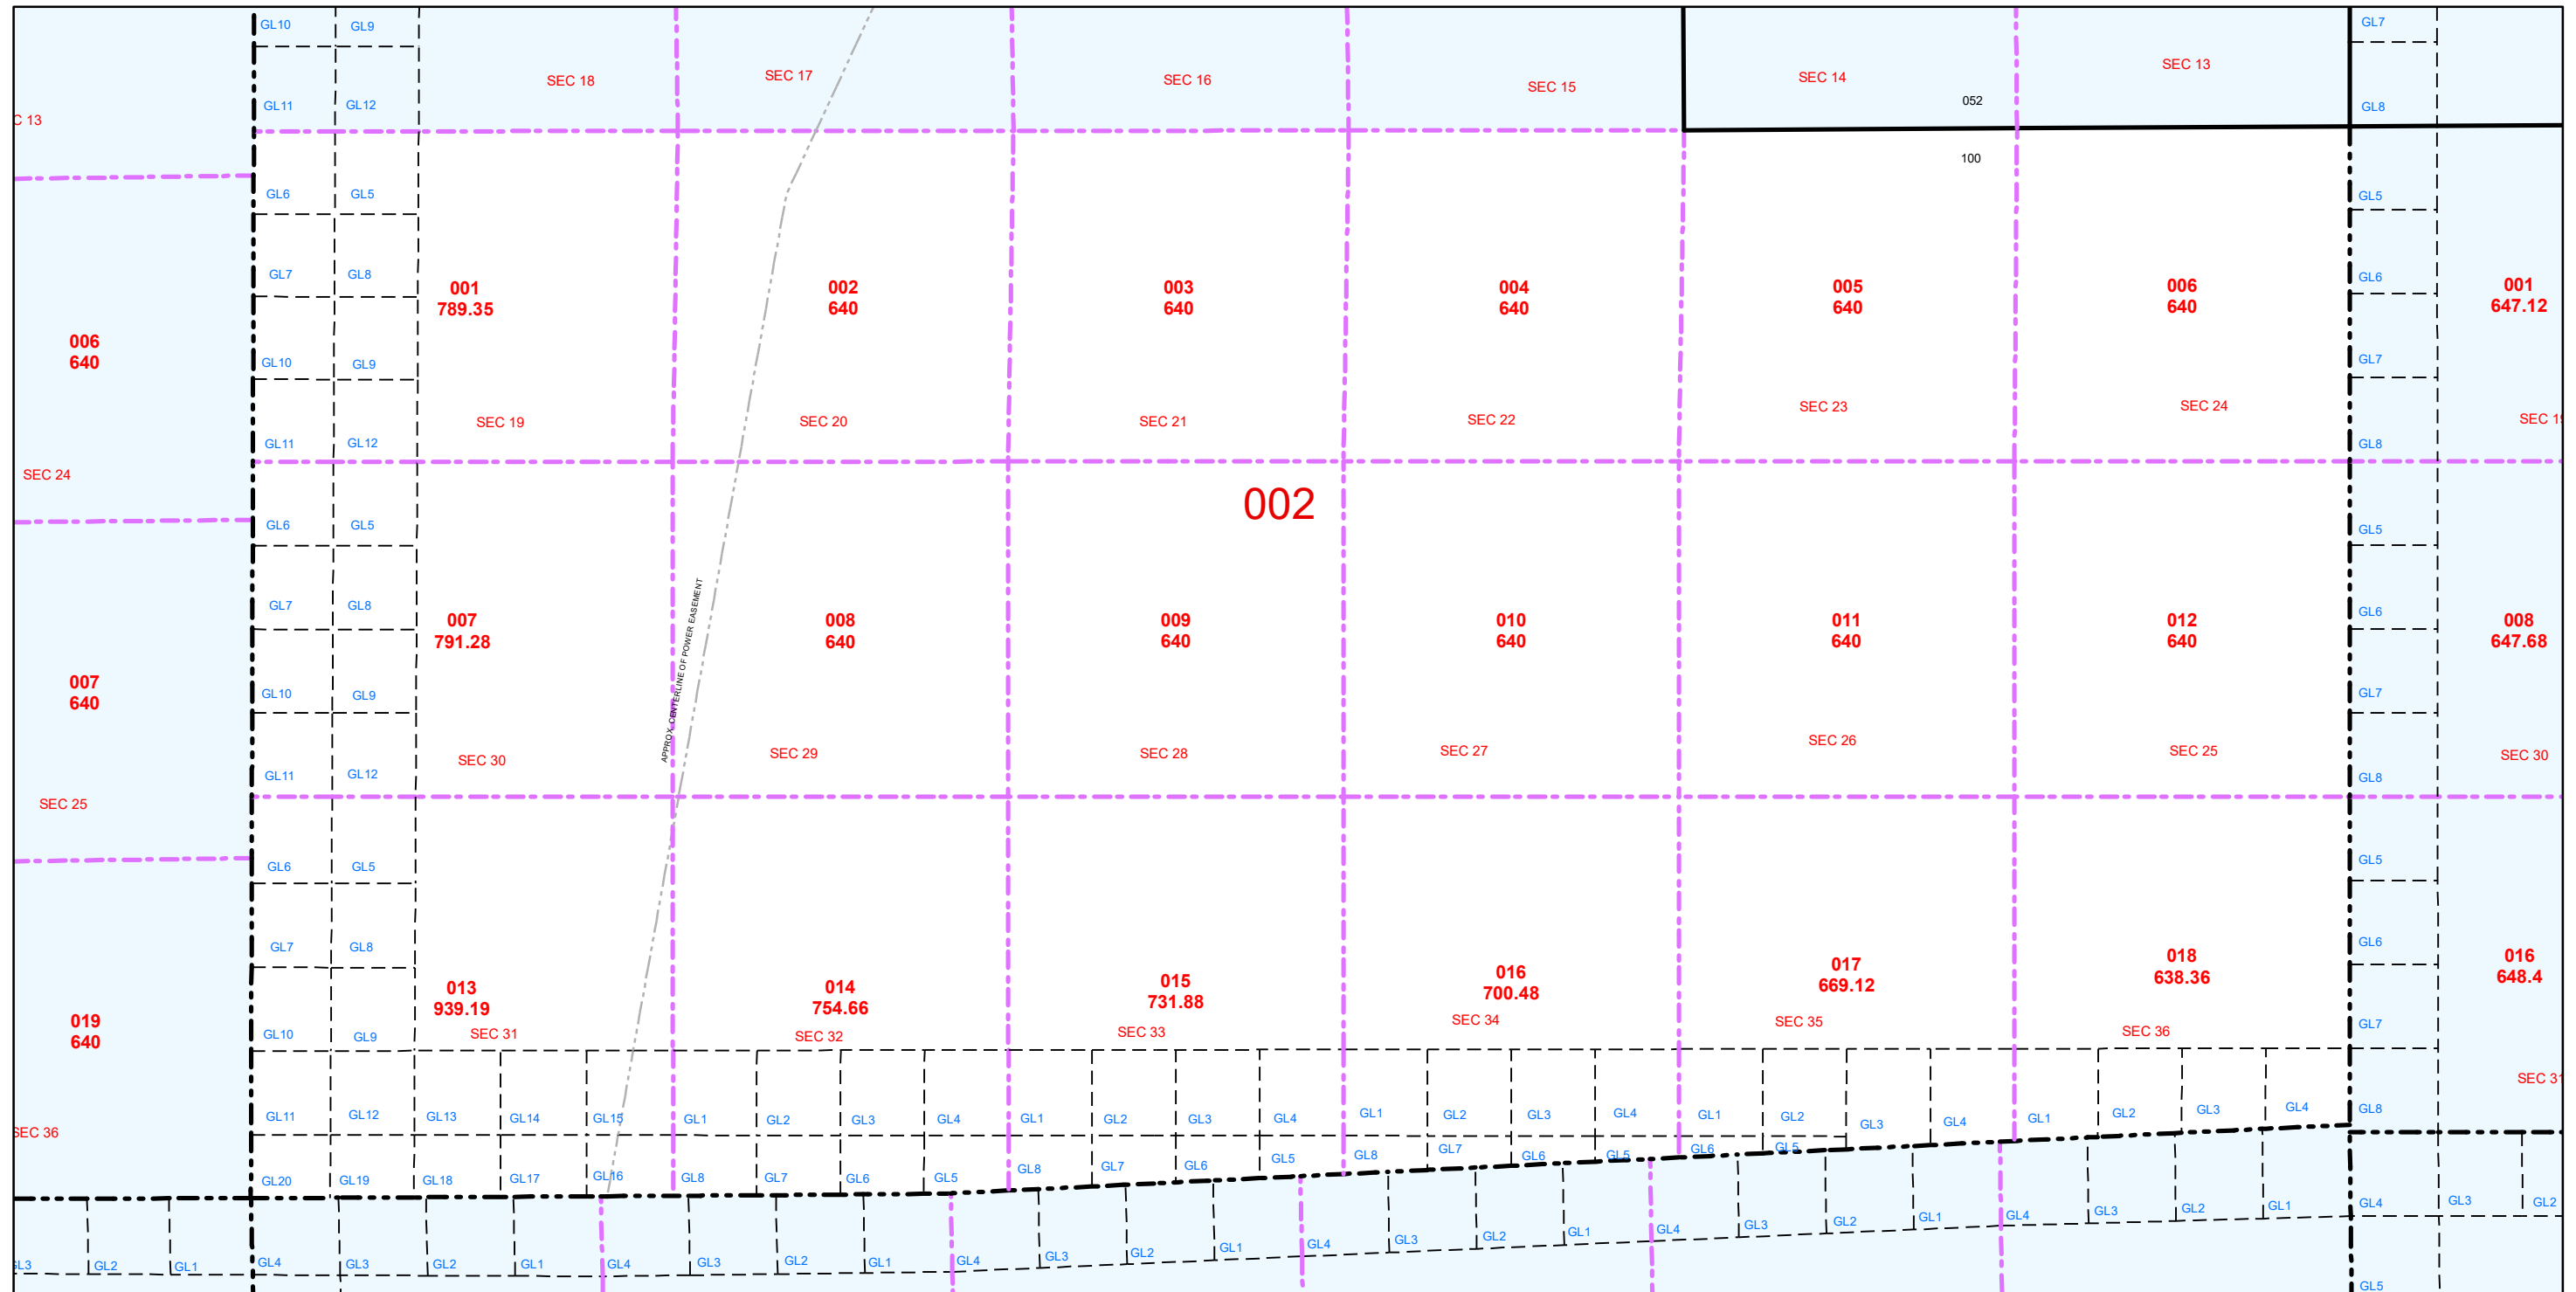 GL10 GL9 GL7
SEC 18 SEC 17 SEC 16 SEC 15 SEC 14 SEC 13
052
GL11 GL12 GL8
C 13
100
GL6 GL5 GL5
GL7 GL8 GL6
001
789.35
002
640
003
640
004
640
005
640
006
640
001
647.12
006
640
GL10 GL9 GL7
SEC 19 SEC 20 SEC 21 SEC 22 SEC 23 SEC 24 SEC 19
GL11 GL12 GL8
SEC 24
002
GL6 GL5 GL5
GL7 GL8 GL6
APPROX. CENTERLINE OF POWER EASEMENT
007
791.28
008
640
009
640
010
640
011
640
012
640
008
647.68
007
640
GL10 GL9 GL7
SEC 30 SEC 29 SEC 28 SEC 27 SEC 26 SEC 25 SEC 30
GL11 GL12 GL8
SEC 25
GL6 GL5 GL5
GL7 GL8 GL6
013
939.19
014
754.66
015
731.88
016
700.48
017
669.12
018
638.36
016
648.4
019
640
GL10 GL9 GL7
SEC 31 SEC 32 SEC 33 SEC 34 SEC 35 SEC 36 SEC 31
GL11 GL12 GL13 GL14 GL15 GL1 GL2 GL3 GL4 GL1 GL2 GL3 GL4 GL1 GL2 GL3 GL4 GL1 GL2 GL3 GL4 GL1 GL2 GL3 GL4 GL8
SEC 36
GL20 GL19 GL18 GL17 GL16 GL8 GL7 GL6 GL5 GL8 GL7 GL6 GL5 GL8 GL7 GL6 GL5 GL6 GL5
GL3 GL2 GL1 GL4 GL3 GL2 GL1 GL4 GL3 GL2 GL1 GL4 GL3 GL2 GL1 GL4 GL3 GL2 GL1 GL4 GL3 GL2 GL1 GL4 GL3 GL2 GL1 GL4 GL3 GL2
GL5